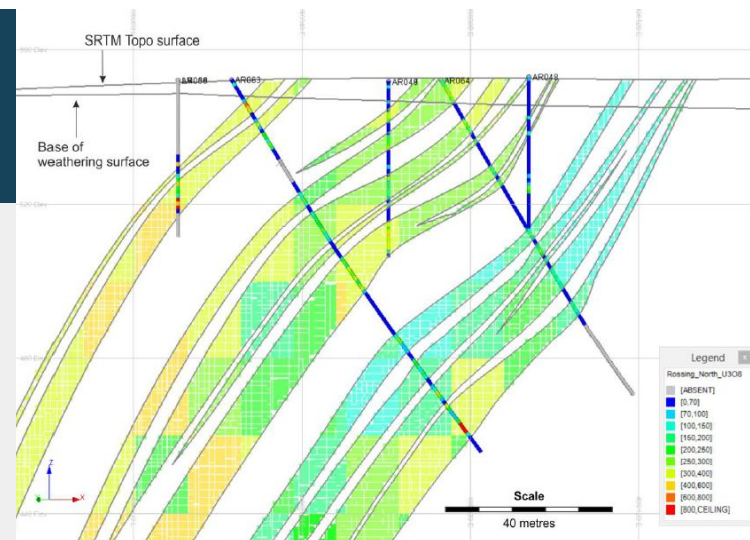 SRTM Topo surface
AR063
AR049
AR064
AR048
Base of
weathering surface
Legend
Rossing_North_U3O8
[ABSENT]
[0,70]
[70,100]
[100,150]
[150,200]
[200,250]
[250,300]
[300,400]
[400,600]
[600,800]
[800,CEILING]
Z
X
Scale
40 metres